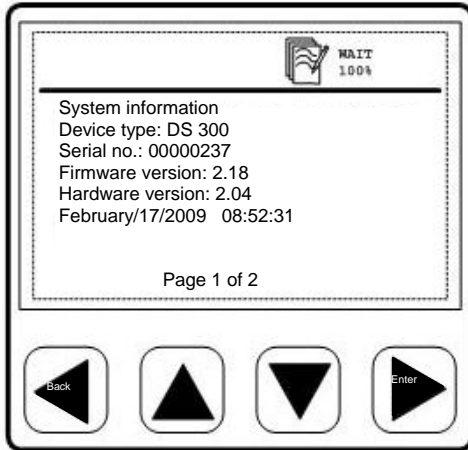 WAIT
100%
System information
Device type: DS 300
Serial no.: 00000237
Firmware version: 2.18
Hardware version: 2.04
February/17/2009 08:52:31
Page 1 of 2
Back
Enter